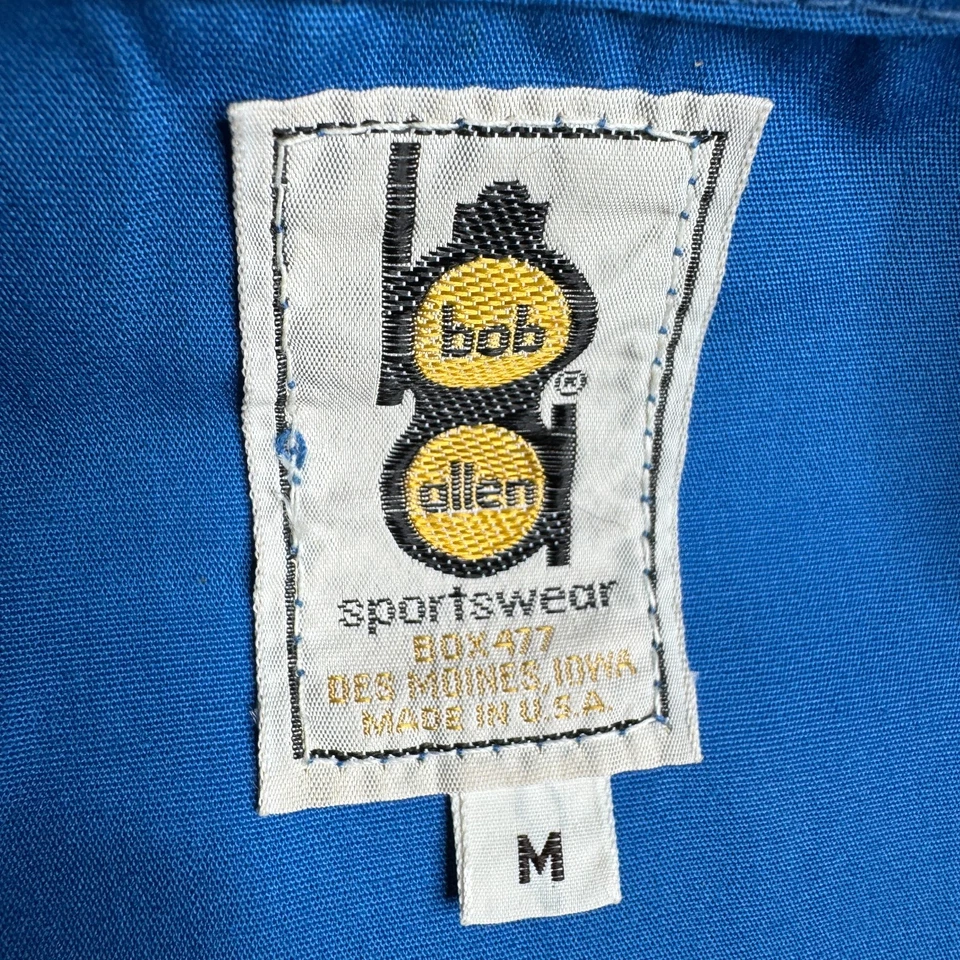 bob
®
allen
sportswear
BOX 477
DES MOINES, IOWA
MADE IN U.S.A.
M